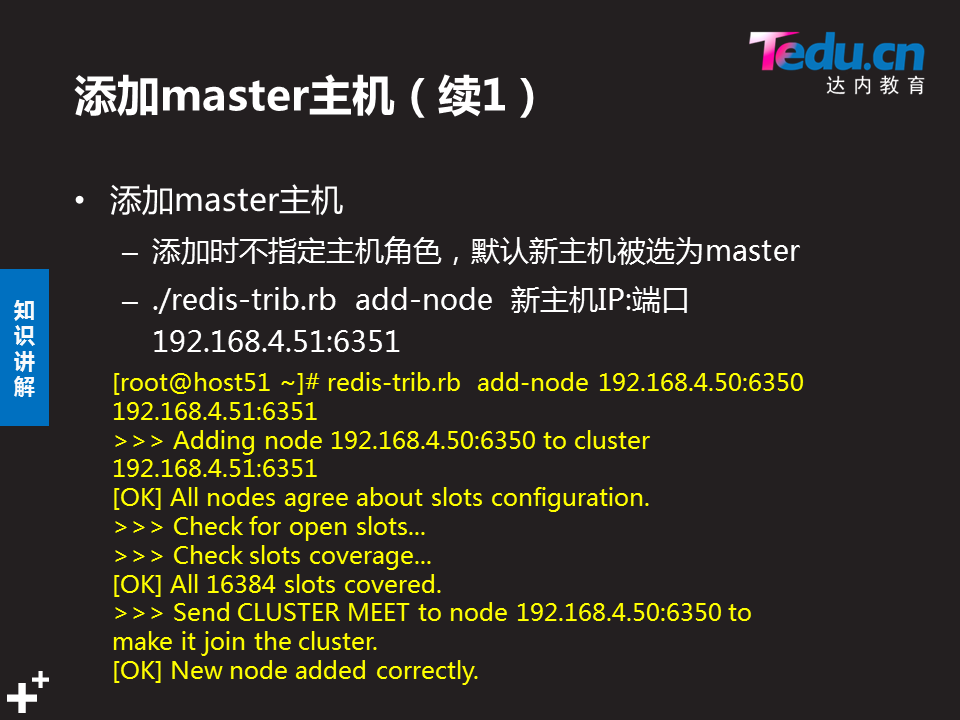 Tedu.cn
达内教育
添加master主机（续1）
• 添加master主机
– 添加时不指定主机角色，默认新主机被选为master
– ./redis-trib.rb add-node 新主机IP:端口
192.168.4.51:6351
知
识
讲
解
[root@host51 ~]# redis-trib.rb add-node 192.168.4.50:6350
192.168.4.51:6351
>>> Adding node 192.168.4.50:6350 to cluster
192.168.4.51:6351
[OK] All nodes agree about slots configuration.
>>> Check for open slots...
>>> Check slots coverage...
[OK] All 16384 slots covered.
>>> Send CLUSTER MEET to node 192.168.4.50:6350 to
make it join the cluster.
[OK] New node added correctly.